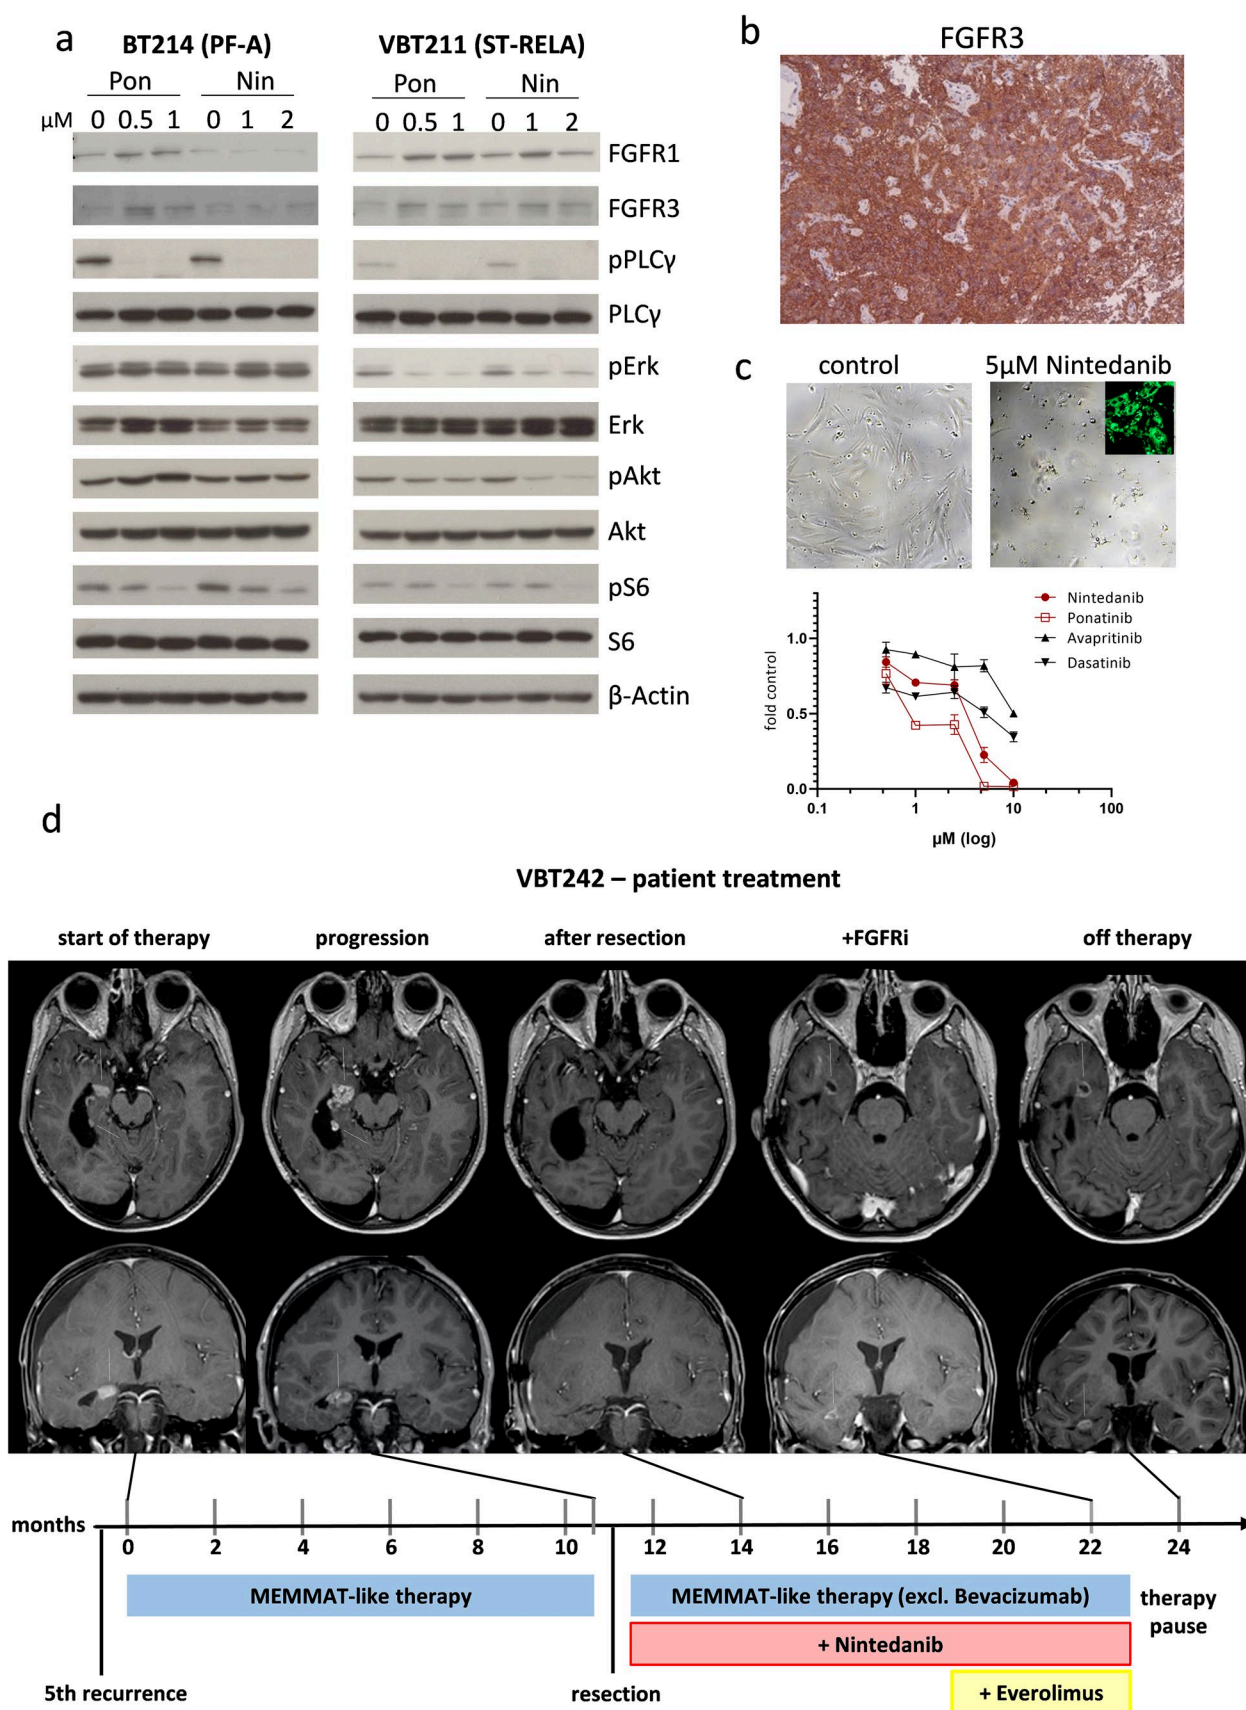 a
BT214 (PF-A)
VBT211 (ST-RELA)
Pon
Nin
Pon
Nin
µM 0 0.5 1 0 1 2
0 0.5 1 0 1 2
FGFR1
FGFR3
pPLCγ
PLCγ
pErk
Erk
pAkt
Akt
pS6
S6
β-Actin
b
FGFR3
c
control
5µM Nintedanib
Nintedanib
Ponatinib
Avapritinib
Dasatinib
fold control
1.0
0.5
0.0
0.1 1 10 100
µM (log)
d
VBT242 – patient treatment
start of therapy
progression
after resection
+FGFRi
off therapy
months
0 2 4 6 8 10 12 14 16 18 20 22 24
MEMMAT-like therapy
MEMMAT-like therapy (excl. Bevacizumab)
therapy
pause
+ Nintedanib
+ Everolimus
5th recurrence
resection